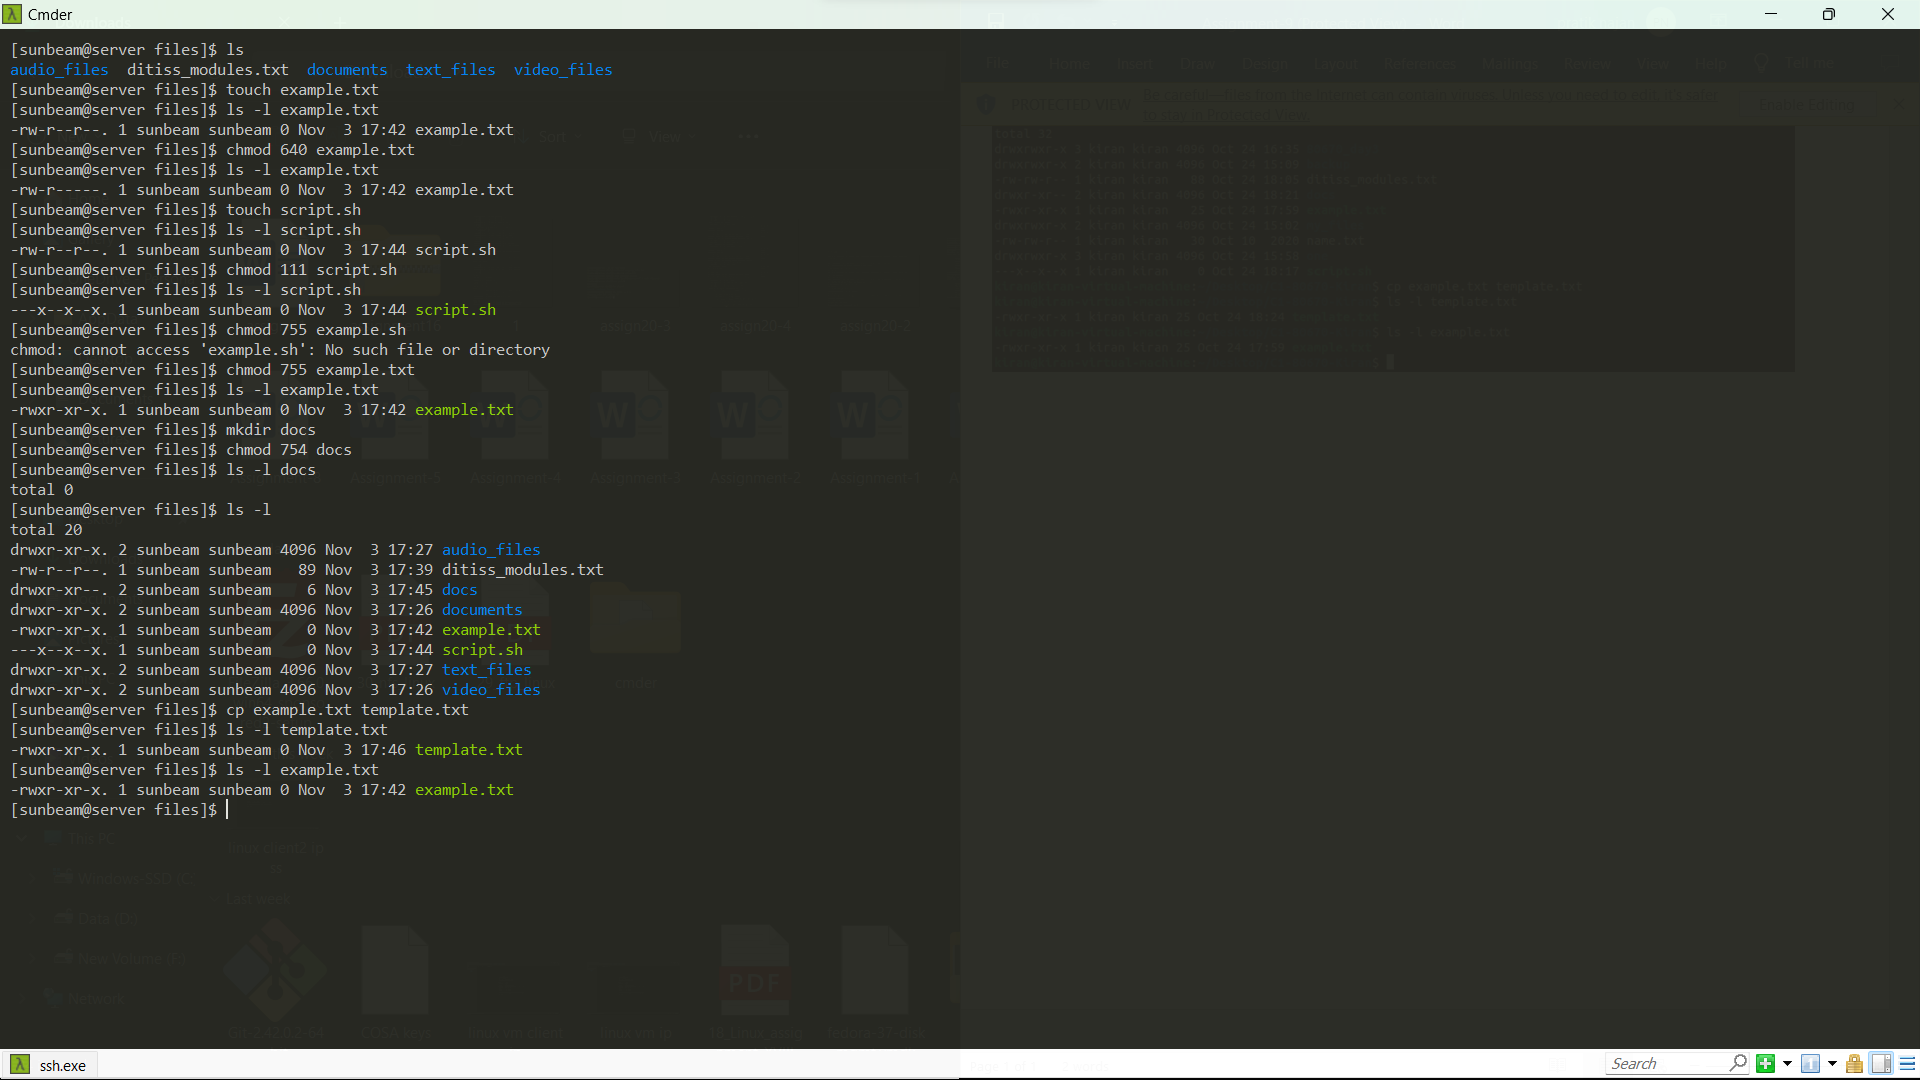 Cmder
[sunbeam@server files]$ ls
audio_files  ditiss_modules.txt  documents  text_files  video_files
[sunbeam@server files]$ touch example.txt
[sunbeam@server files]$ ls -l example.txt
-rw-r--r--. 1 sunbeam sunbeam 0 Nov  3 17:42 example.txt
[sunbeam@server files]$ chmod 640 example.txt
[sunbeam@server files]$ ls -l example.txt
-rw-r-----. 1 sunbeam sunbeam 0 Nov  3 17:42 example.txt
[sunbeam@server files]$ touch script.sh
[sunbeam@server files]$ ls -l script.sh
-rw-r--r--. 1 sunbeam sunbeam 0 Nov  3 17:44 script.sh
[sunbeam@server files]$ chmod 111 script.sh
[sunbeam@server files]$ ls -l script.sh
---x--x--x. 1 sunbeam sunbeam 0 Nov  3 17:44 script.sh
[sunbeam@server files]$ chmod 755 example.sh
chmod: cannot access 'example.sh': No such file or directory
[sunbeam@server files]$ chmod 755 example.txt
[sunbeam@server files]$ ls -l example.txt
-rwxr-xr-x. 1 sunbeam sunbeam 0 Nov  3 17:42 example.txt
[sunbeam@server files]$ mkdir docs
[sunbeam@server files]$ chmod 754 docs
[sunbeam@server files]$ ls -l docs
total 0
[sunbeam@server files]$ ls -l
total 20
drwxr-xr-x. 2 sunbeam sunbeam 4096 Nov  3 17:27 audio_files
-rw-r--r--. 1 sunbeam sunbeam   89 Nov  3 17:39 ditiss_modules.txt
drwxr-xr--. 2 sunbeam sunbeam    6 Nov  3 17:45 docs
drwxr-xr-x. 2 sunbeam sunbeam 4096 Nov  3 17:26 documents
-rwxr-xr-x. 1 sunbeam sunbeam    0 Nov  3 17:42 example.txt
---x--x--x. 1 sunbeam sunbeam    0 Nov  3 17:44 script.sh
drwxr-xr-x. 2 sunbeam sunbeam 4096 Nov  3 17:27 text_files
drwxr-xr-x. 2 sunbeam sunbeam 4096 Nov  3 17:26 video_files
[sunbeam@server files]$ cp example.txt template.txt
[sunbeam@server files]$ ls -l template.txt
-rwxr-xr-x. 1 sunbeam sunbeam 0 Nov  3 17:46 template.txt
[sunbeam@server files]$ ls -l example.txt
-rwxr-xr-x. 1 sunbeam sunbeam 0 Nov  3 17:42 example.txt
[sunbeam@server files]$
ssh.exe
Search